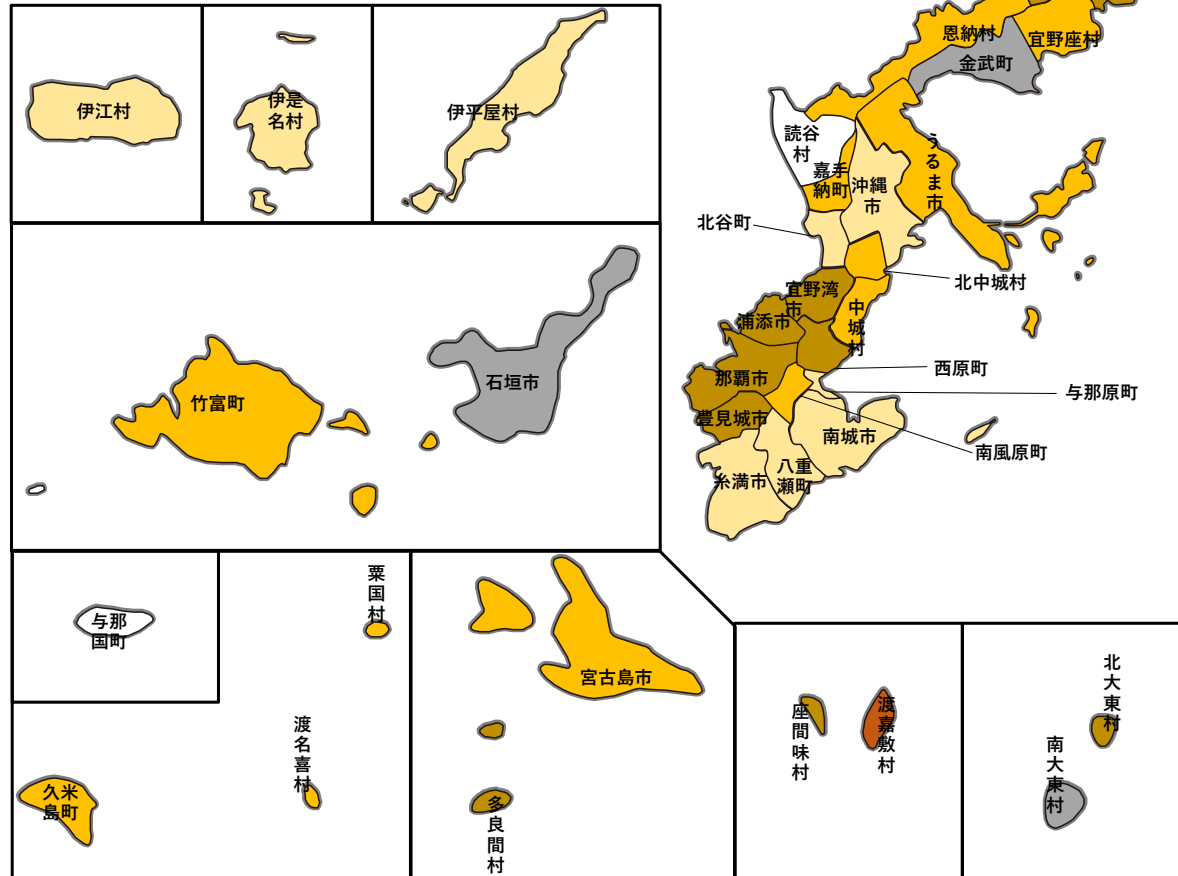 恩納村
宜野座村
金武町
伊江村
伊是
名村
伊平屋村
読谷
村
嘉手
納町
沖縄
市
うるま市
北谷町
北中城村
宜野湾
市
浦添市
中城村
西原町
那覇市
与那原町
豊見城市
南城市
南風原町
八重
瀬町
糸満市
竹富町
石垣市
与那
国町
粟国村
宮古島市
渡名喜村
久米
島町
多良間村
座間味村
渡嘉敷村
北大東村
南大東村